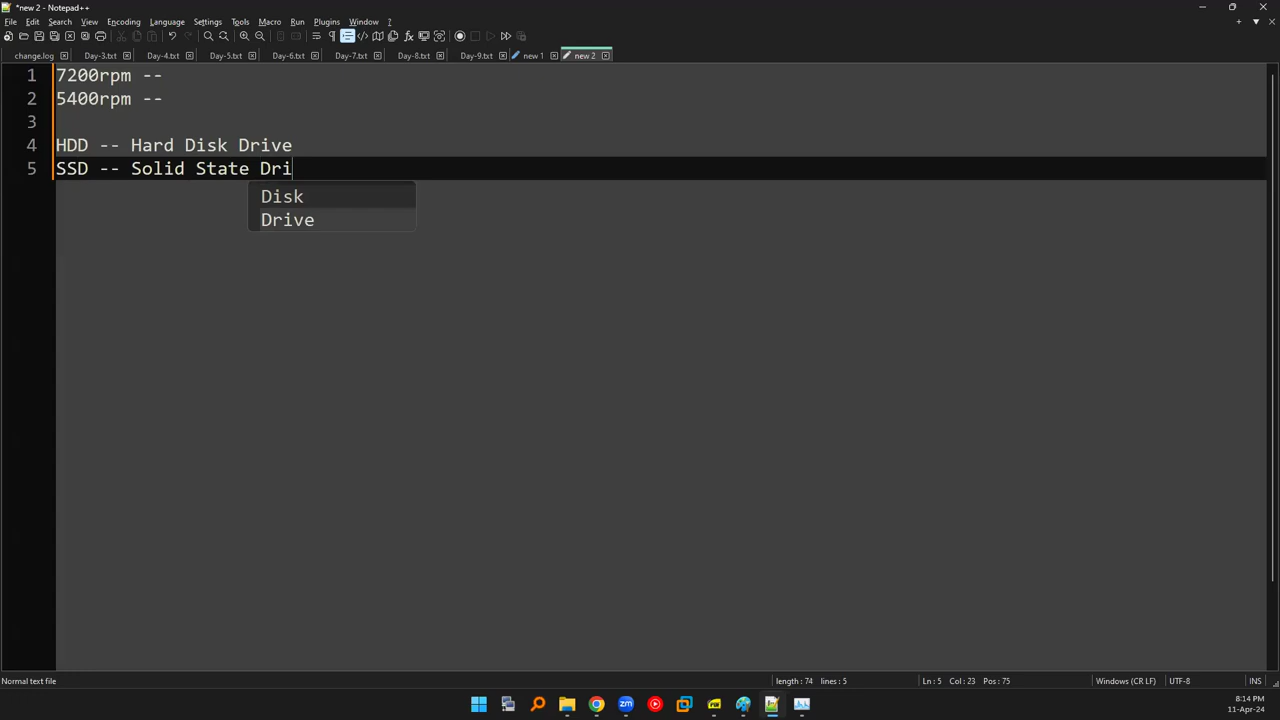 *new 2 - Notepad++
File Edit Search View Encoding Language Settings Tools Macro Run Plugins Window ?
change.log Day-3.txt Day-4.txt Day-5.txt Day-6.txt Day-7.txt Day-8.txt Day-9.txt new 1 new 2
1 7200rpm --
2 5400rpm --
3
4 HDD -- Hard Disk Drive
5 SSD -- Solid State Dri
Disk
Drive
Normal text file length : 74 lines : 5 Ln : 5 Col : 23 Pos : 75 Windows (CR LF) UTF-8 INS
zm
8:14 PM
11-Apr-24